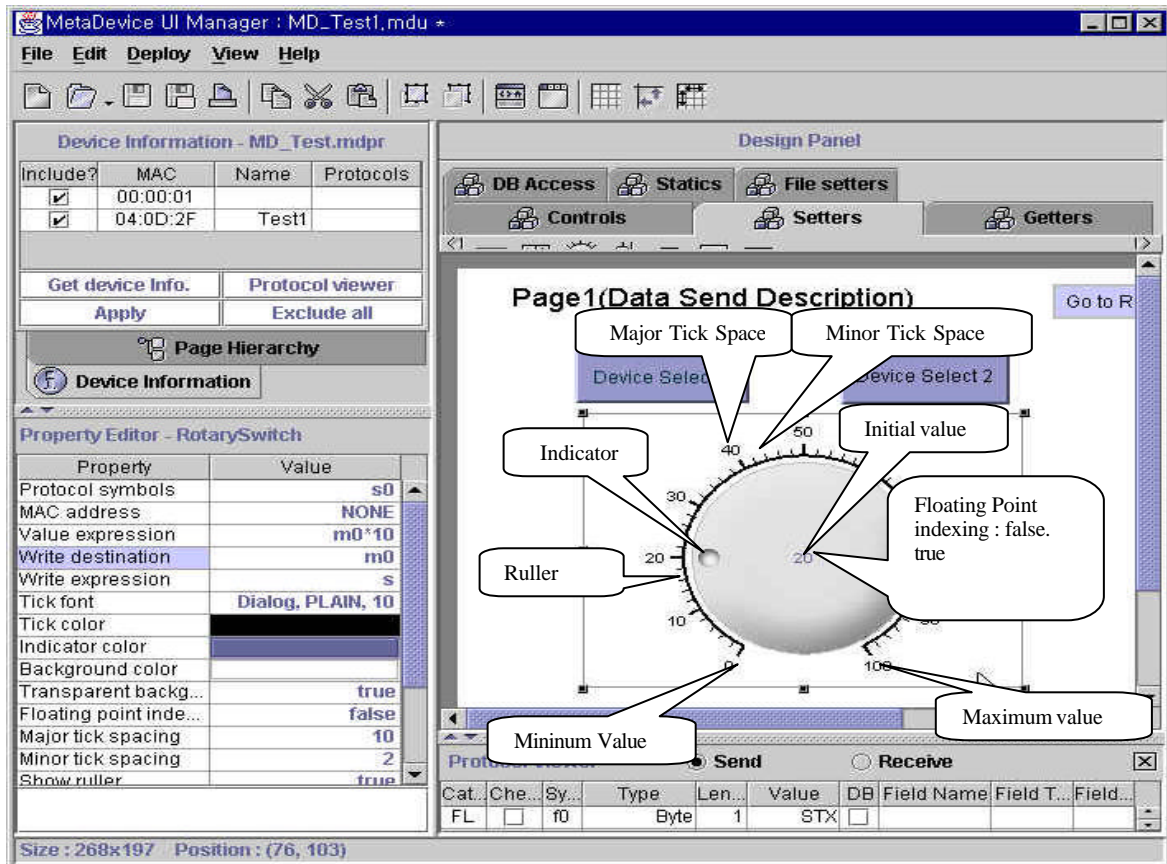 MetaDevice UI Manager : MD_Test1.mdu *
File Edit Deploy View Help
Device Information - MD_Test.mdpr
Include? MAC Name Protocols
00:00:01
04:0D:2F Test1
Get device Info. Protocol viewer
Apply Exclude all
Page Hierarchy
Device Information
Property Editor - RotarySwitch
Property Value
Protocol symbols s0
MAC address NONE
Value expression m0*10
Write destination m0
Write expression s
Tick font Dialog, PLAIN, 10
Tick color
Indicator color
Background color
Transparent backg...
true
Floating point inde... false
Major tick spacing 10
Minor tick spacing 2
Show ruller true
Size : 268x197 Position : (76, 103)
Design Panel
DB Access Statics File setters
Controls Setters Getters
Page1(Data Send Description)
Go to R
Major Tick Space
Minor Tick Space
Device Selec
Device Select 2
Indicator
Initial value
Floating Point
indexing : false.
true
Ruller
0
10
20
30
40
50
20
100
Mininum Value
Maximum value
Send Receive
Cat... Che... Sy... Type Len... Value DB Field Name Field T... Field...
FL f0 Byte 1 STX